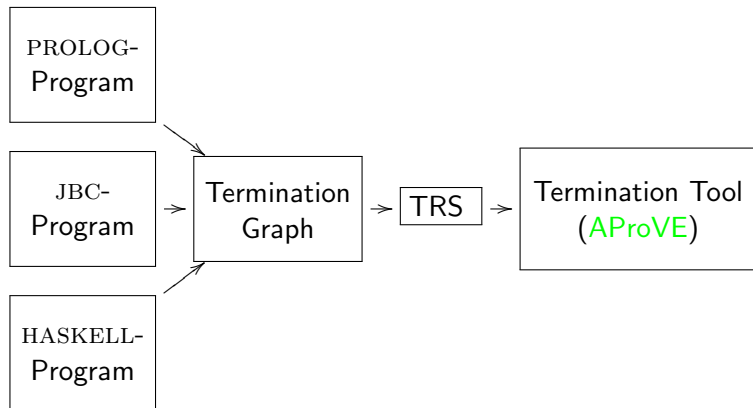 PROLOG-
Program
JBC-
Program
HASKELL-
Program
Termination
Graph
TRS
Termination Tool
(AProVE)